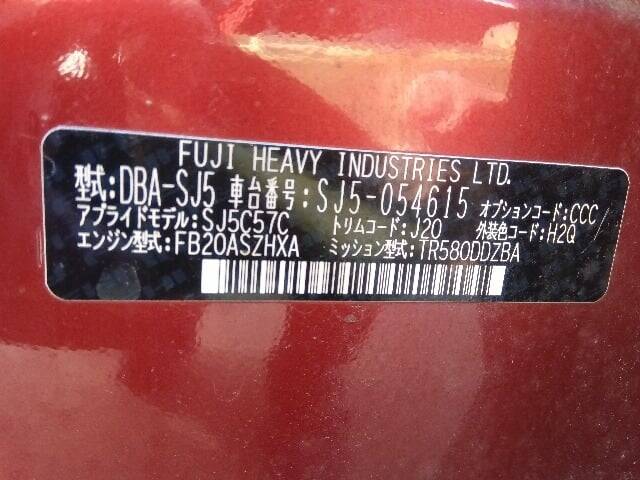 FUJI HEAVY INDUSTRIES LTD.
型式:DBA-SJ5 車台番号:SJ5-054615 オプションコード:CCC/
アプライドモデル:SJ5C57C トリムコード:J20 外装色コード:H2Q
エンジン型式:FB20ASZHXA ミッション型式:TR580DDZBA